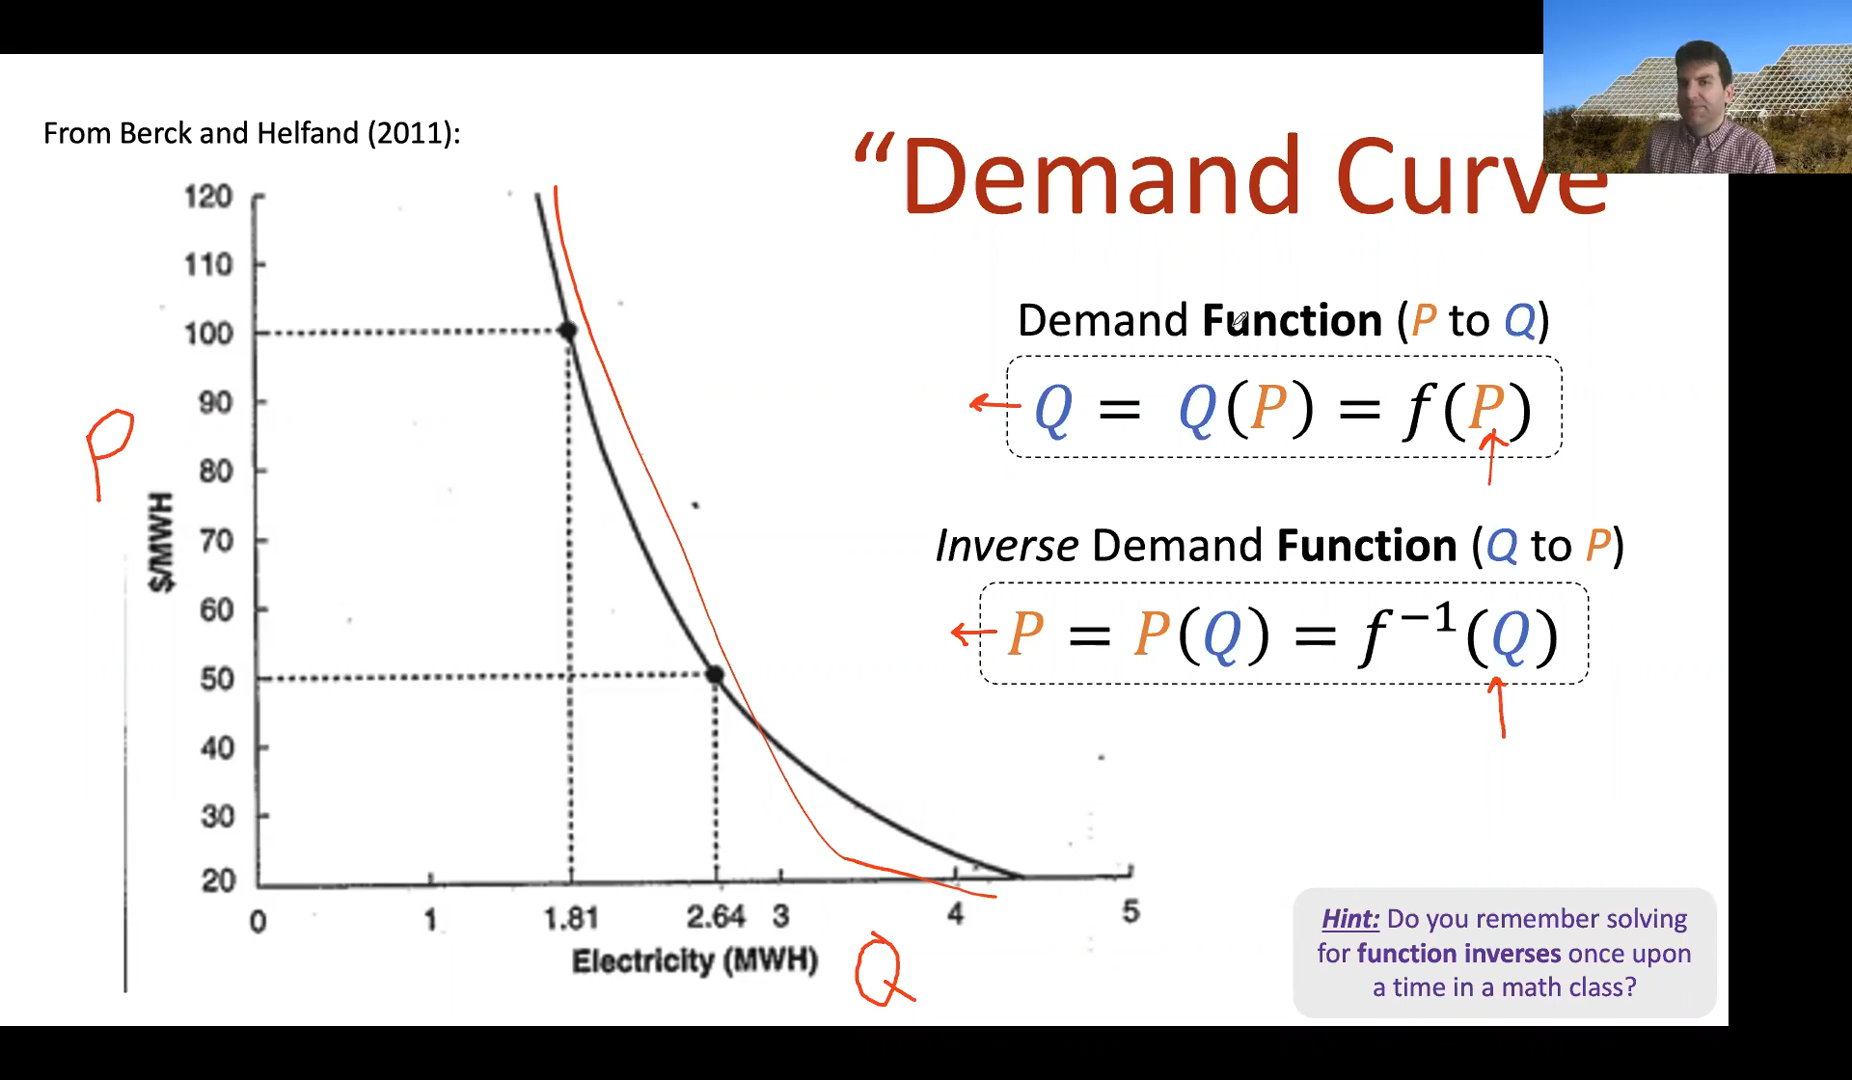 From Berck and Helfand (2011):
“Demand Curve
120
110
100
90
80
70
60
50
40
30
20
$/MWH
P
0 1 1.81 2.64 3 4 5
Electricity (MWH)
Q
Demand Function (P to Q)
Q = Q(P) = f(P)
Inverse Demand Function (Q to P)
P = P(Q) = f⁻¹(Q)
Hint: Do you remember solving
for function inverses once upon
a time in a math class?